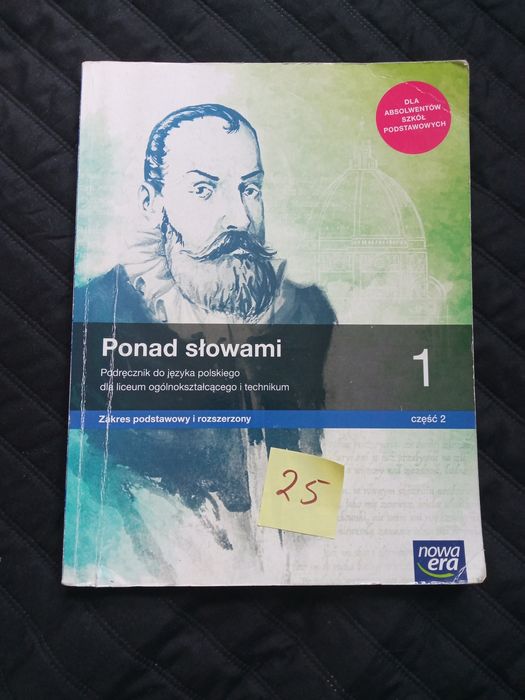 DLA
ABSOLWENTÓW
SZKÓŁ
PODSTAWOWYCH
Ponad słowami
1
Podręcznik do języka polskiego
dla liceum ogólnokształcącego i technikum
Zakres podstawowy i rozszerzony
część 2
25
nowa
era